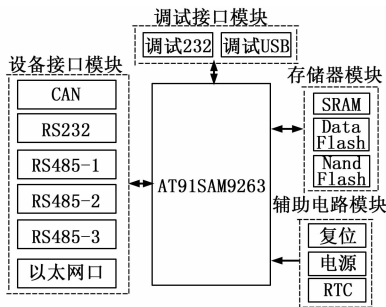 调试接口模块
调试232
调试USB
设备接口模块
CAN
RS232
RS485-1
RS485-2
RS485-3
以太网口
AT91SAM9263
存储器模块
SRAM
Data
Flash
Nand
Flash
辅助电路模块
复位
电源
RTC